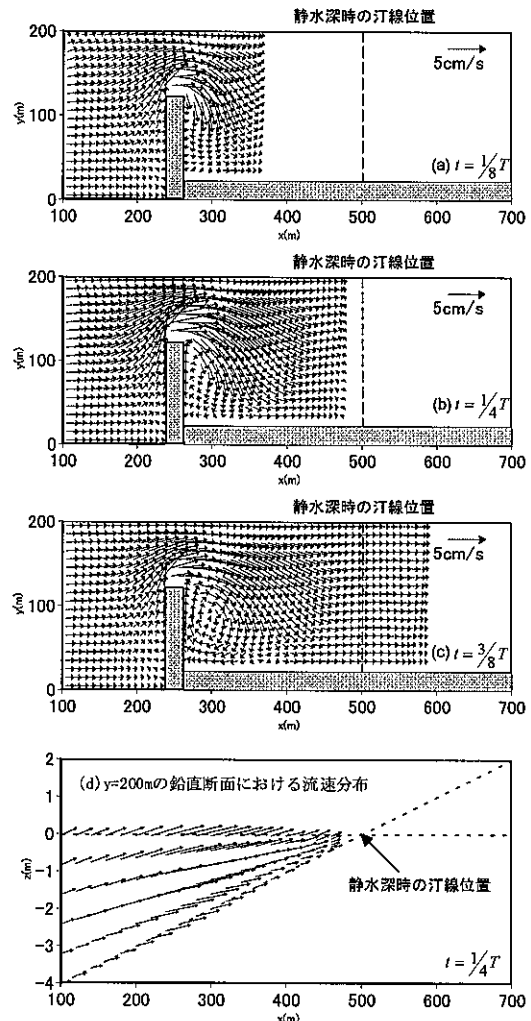 静水深時の汀線位置
200
100
0
y(m)
5cm/s
(a) t = 1/8 T
100 200 300 400 500 600 700
x(m)
静水深時の汀線位置
200
100
0
y(m)
5cm/s
(b) t = 1/4 T
100 200 300 400 500 600 700
x(m)
静水深時の汀線位置
200
100
0
y(m)
5cm/s
(c) t = 3/8 T
100 200 300 400 500 600 700
x(m)
(d) y=200mの鉛直断面における流速分布
2
1
0
-1
-2
-3
-4
z(m)
静水深時の汀線位置
t = 1/4 T
100 200 300 400 500 600 700
x(m)